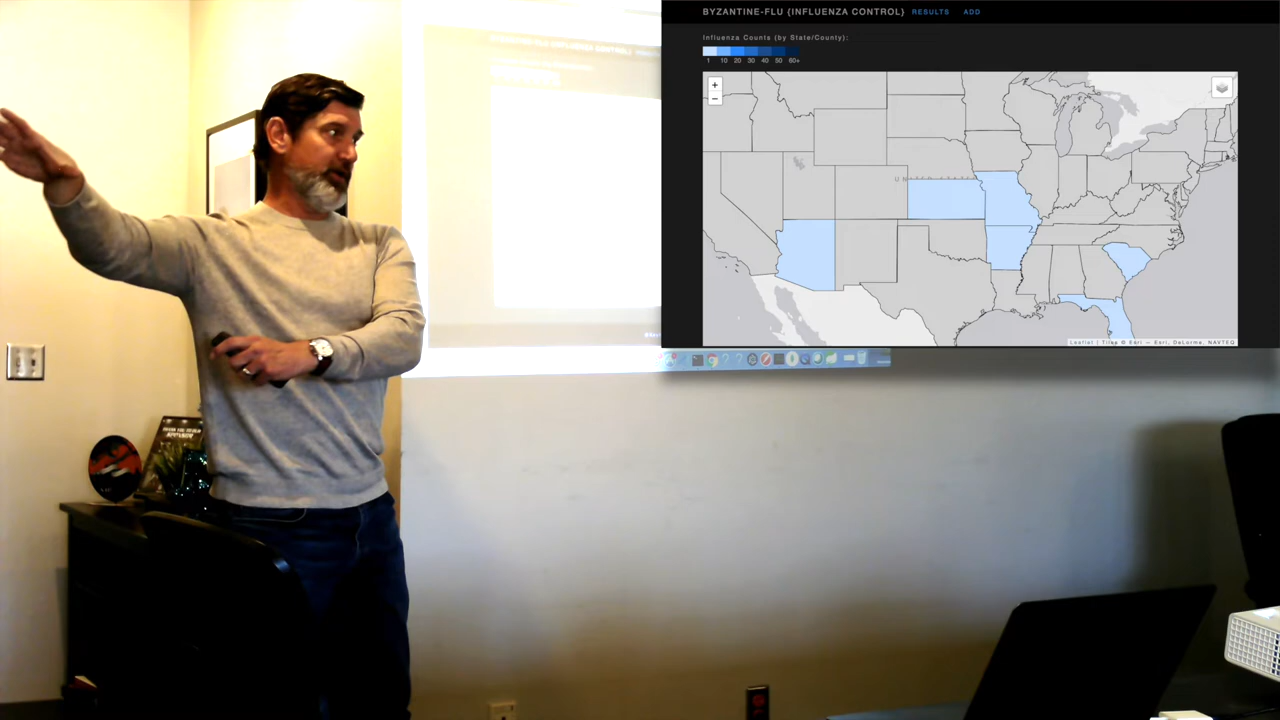 BYZANTINE-FLU (INFLUENZA CONTROL) RESULTS ADD
Influenza Counts (by State/County):
1 10 20 30 40 50 60+
+
−
Leaflet | Tiles © Esri — Esri, DeLorme, NAVTEQ